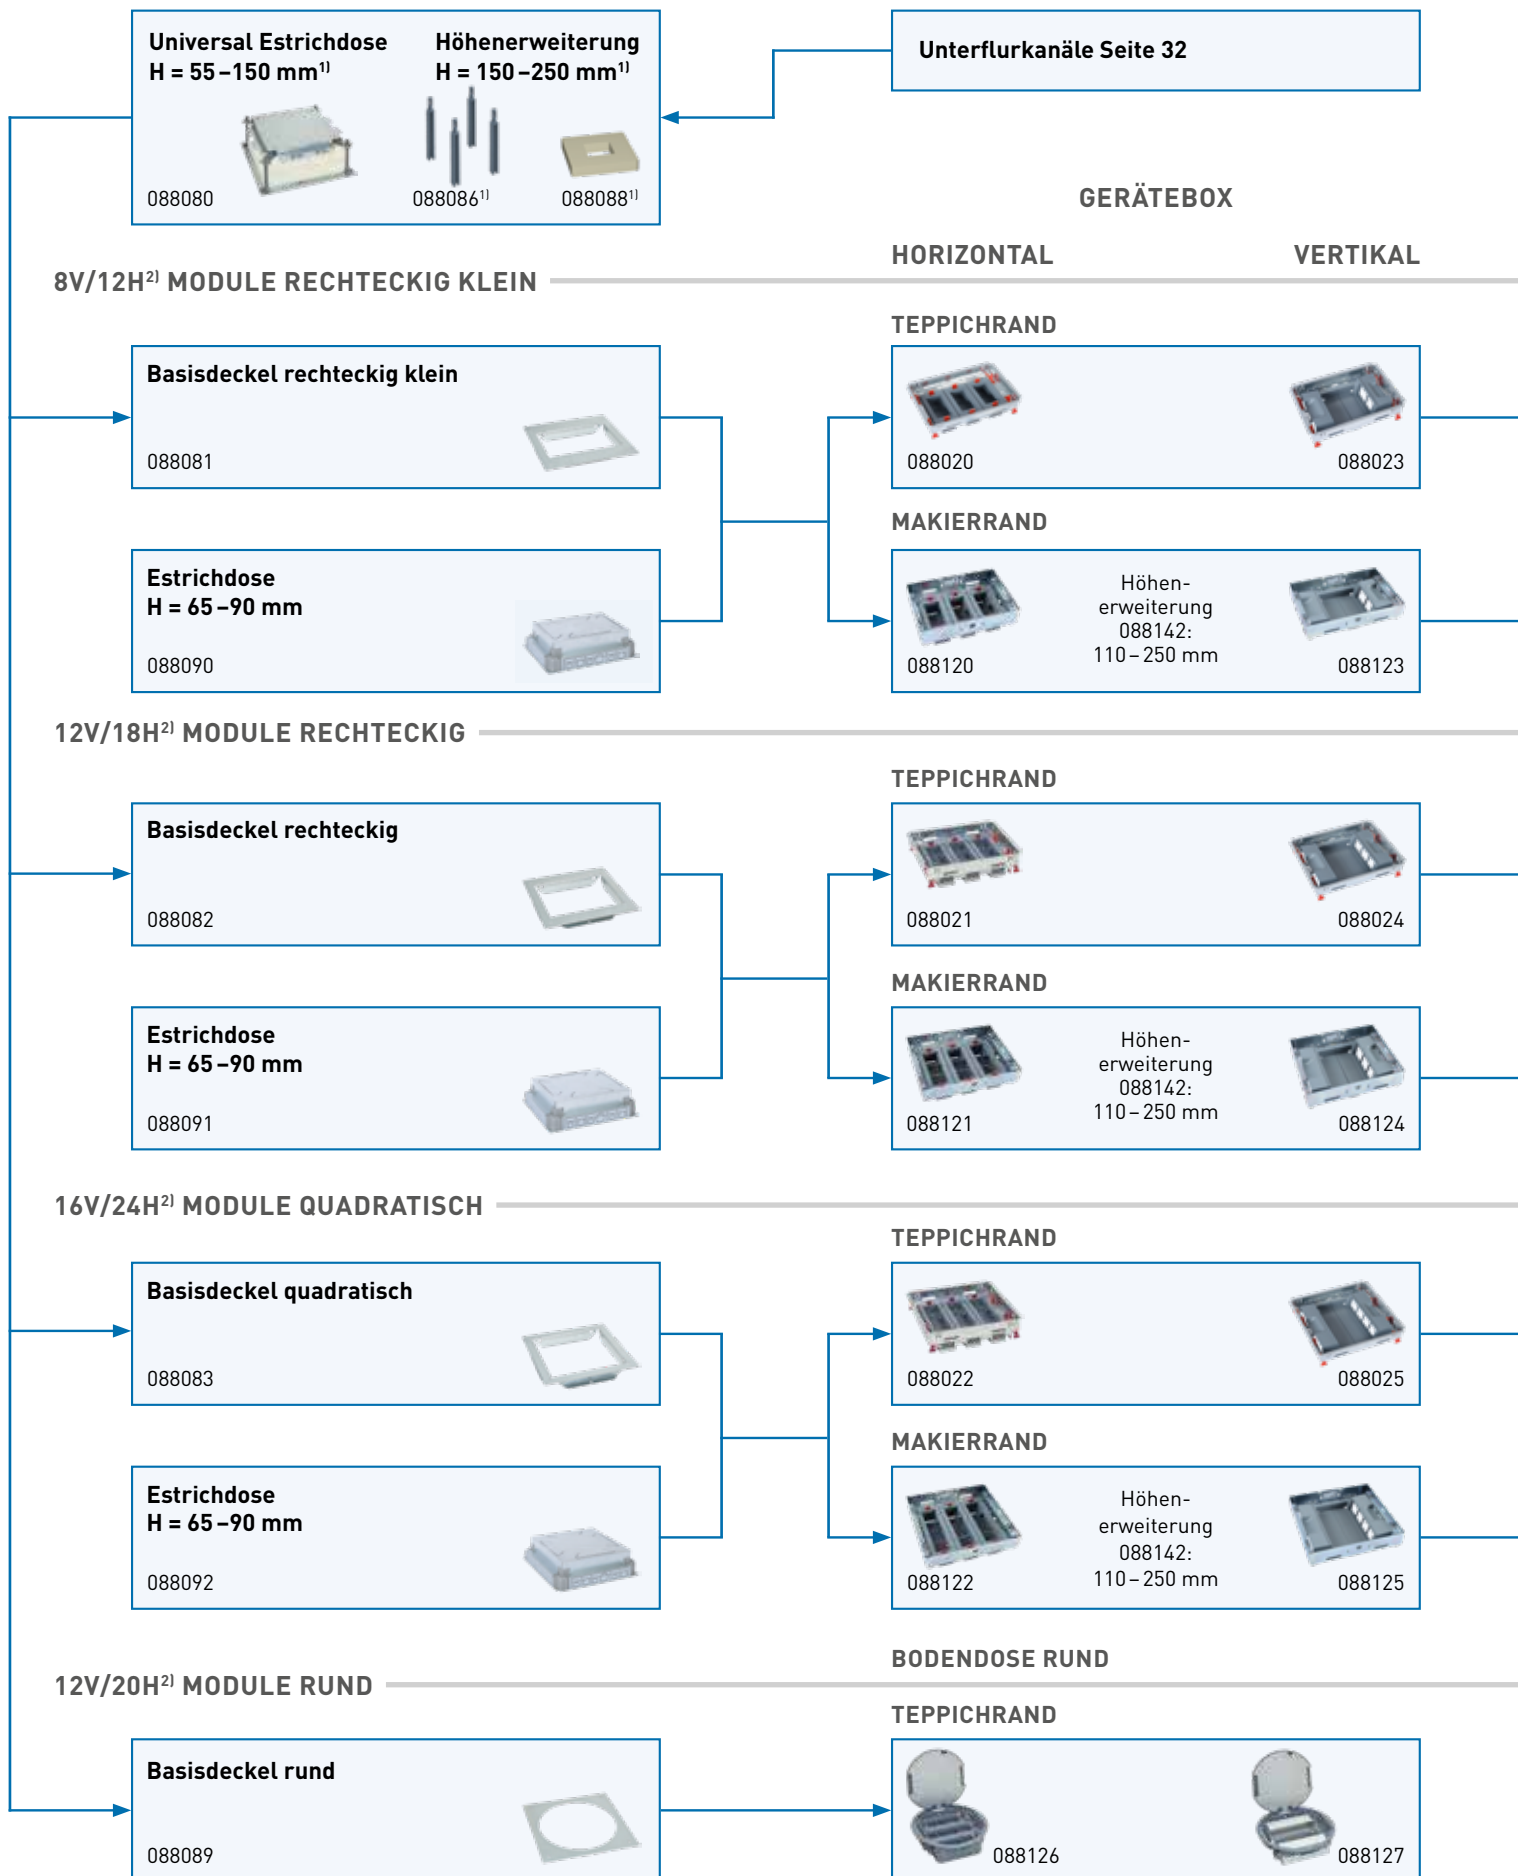 Universal Estrichdose
H = 55–150 mm¹⁾
Höhenerweiterung
H = 150–250 mm¹⁾
088080
088086¹⁾
088088¹⁾
Unterflurkanäle Seite 32
GERÄTEBOX
HORIZONTAL
VERTIKAL
8V/12H²⁾ MODULE RECHTECKIG KLEIN
TEPPICHRAND
Basisdeckel rechteckig klein
088081
088020
088023
MAKIERRAND
Estrichdose
H = 65–90 mm
088090
088120
Höhen-
erweiterung
088142:
110–250 mm
088123
12V/18H²⁾ MODULE RECHTECKIG
TEPPICHRAND
Basisdeckel rechteckig
088082
088021
088024
MAKIERRAND
Estrichdose
H = 65–90 mm
088091
088121
Höhen-
erweiterung
088142:
110–250 mm
088124
16V/24H²⁾ MODULE QUADRATISCH
TEPPICHRAND
Basisdeckel quadratisch
088083
088022
088025
MAKIERRAND
Estrichdose
H = 65–90 mm
088092
088122
Höhen-
erweiterung
088142:
110–250 mm
088125
BODENDOSE RUND
12V/20H²⁾ MODULE RUND
TEPPICHRAND
Basisdeckel rund
088089
088126
088127